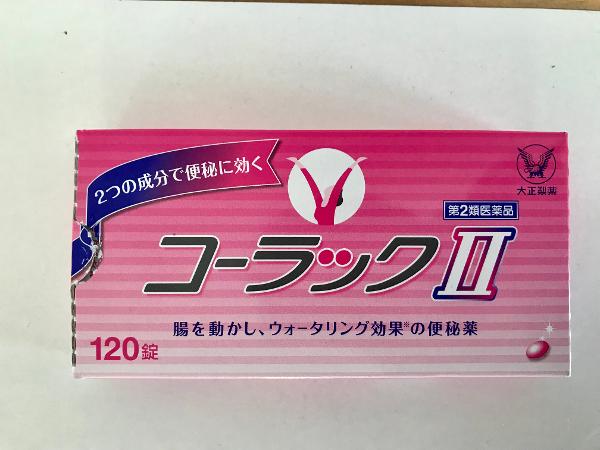 2つの成分で便秘に効く
大正製薬
第2類医薬品
コーラックII
腸を動かし、ウォータリング効果※の便秘薬
120錠